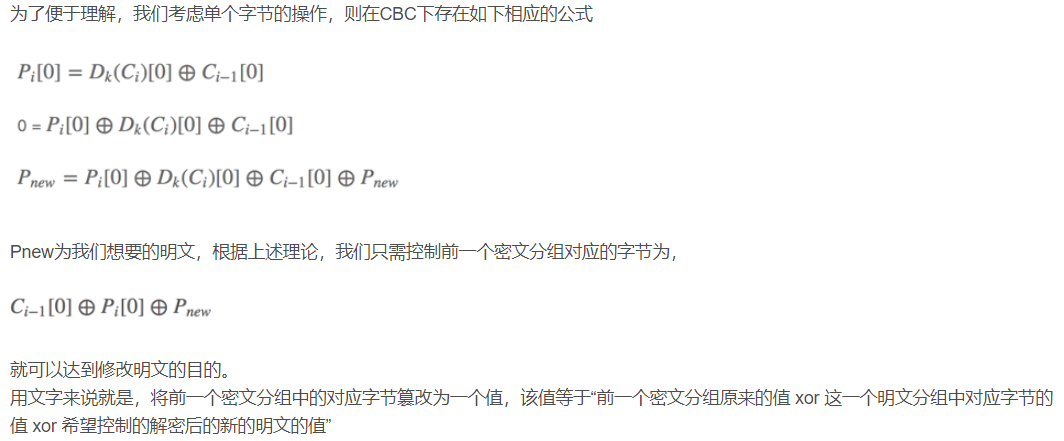 为了便于理解，我们考虑单个字节的操作，则在CBC下存在如下相应的公式
P_i[0] = D_k(C_i)[0] ⊕ C_{i−1}[0]
0 = P_i[0] ⊕ D_k(C_i)[0] ⊕ C_{i−1}[0]
P_{new} = P_i[0] ⊕ D_k(C_i)[0] ⊕ C_{i−1}[0] ⊕ P_{new}
Pnew为我们想要的明文，根据上述理论，我们只需控制前一个密文分组对应的字节为，
C_{i−1}[0] ⊕ P_i[0] ⊕ P_{new}
就可以达到修改明文的目的。
用文字来说就是，将前一个密文分组中的对应字节篡改为一个值，该值等于“前一个密文分组原来的值 xor 这一个明文分组中对应字节的
值 xor 希望控制的解密后的新的明文的值”